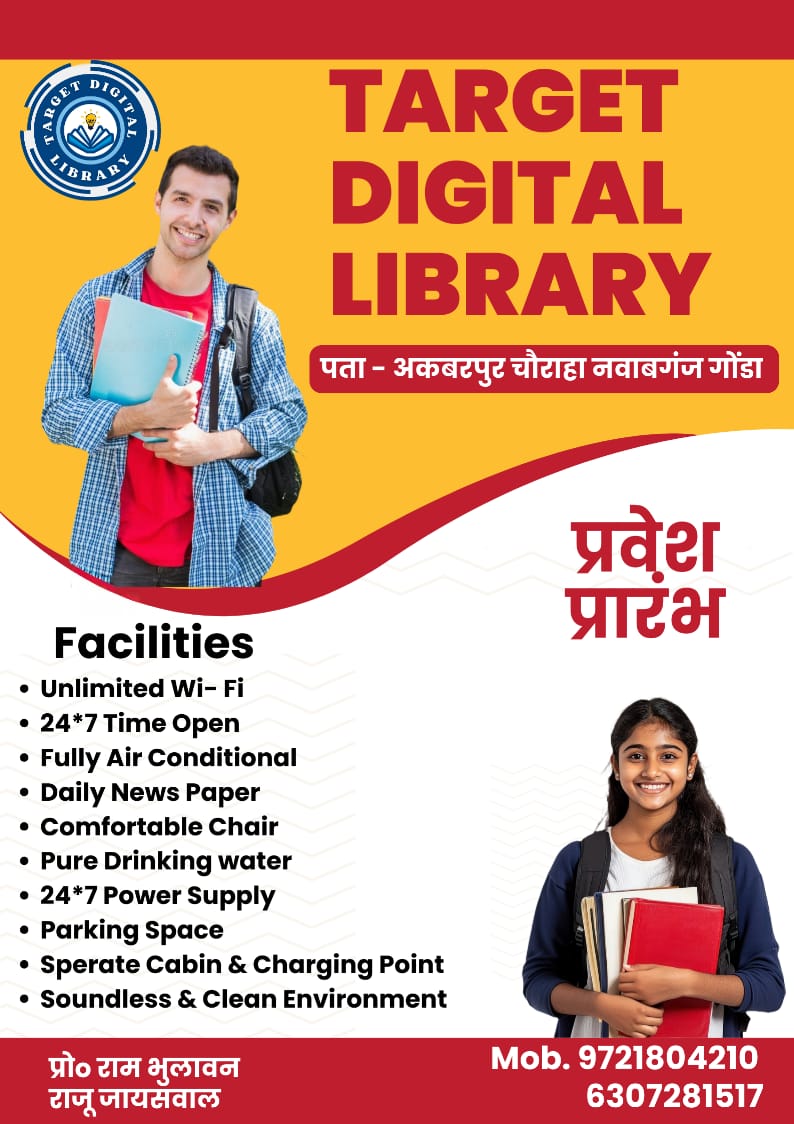 TARGET DIGITAL
LIBRARY
TARGET
DIGITAL
LIBRARY
पता - अकबरपुर चौराहा नवाबगंज गोंडा
प्रवेश
प्रारंभ
Facilities
• Unlimited Wi- Fi
• 24*7 Time Open
• Fully Air Conditional
• Daily News Paper
• Comfortable Chair
• Pure Drinking water
• 24*7 Power Supply
• Parking Space
• Sperate Cabin & Charging Point
• Soundless & Clean Environment
प्रो० राम भुलावन
राजू जायसवाल
Mob. 9721804210
6307281517